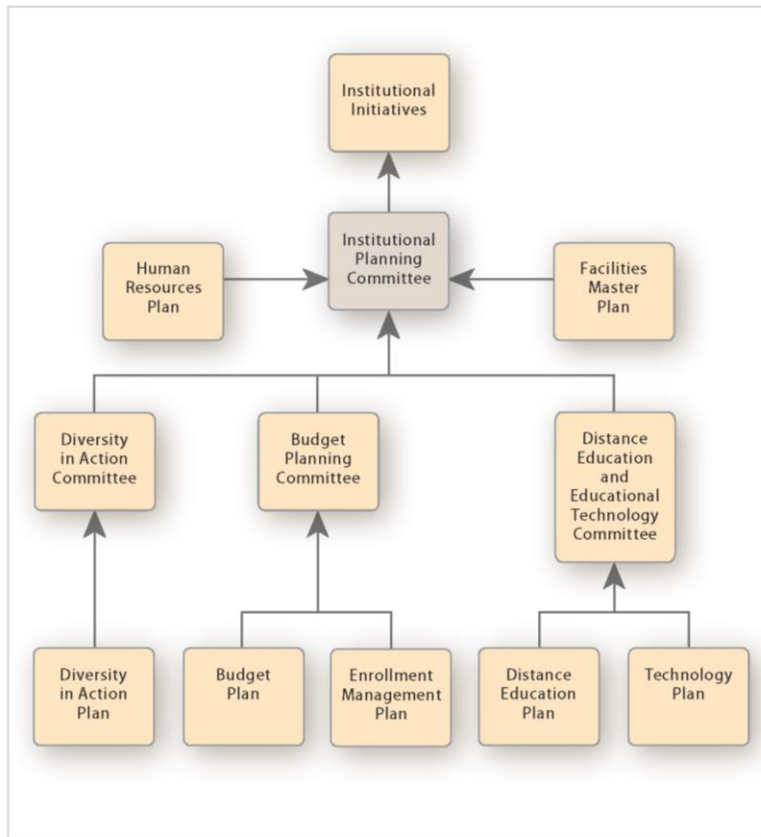 Institutional
Initiatives
Institutional
Planning
Committee
Human
Resources
Plan
Facilities
Master
Plan
Diversity
in Action
Committee
Budget
Planning
Committee
Distance
Education
and
Educational
Technology
Committee
Diversity
in Action
Plan
Budget
Plan
Enrollment
Management
Plan
Distance
Education
Plan
Technology
Plan